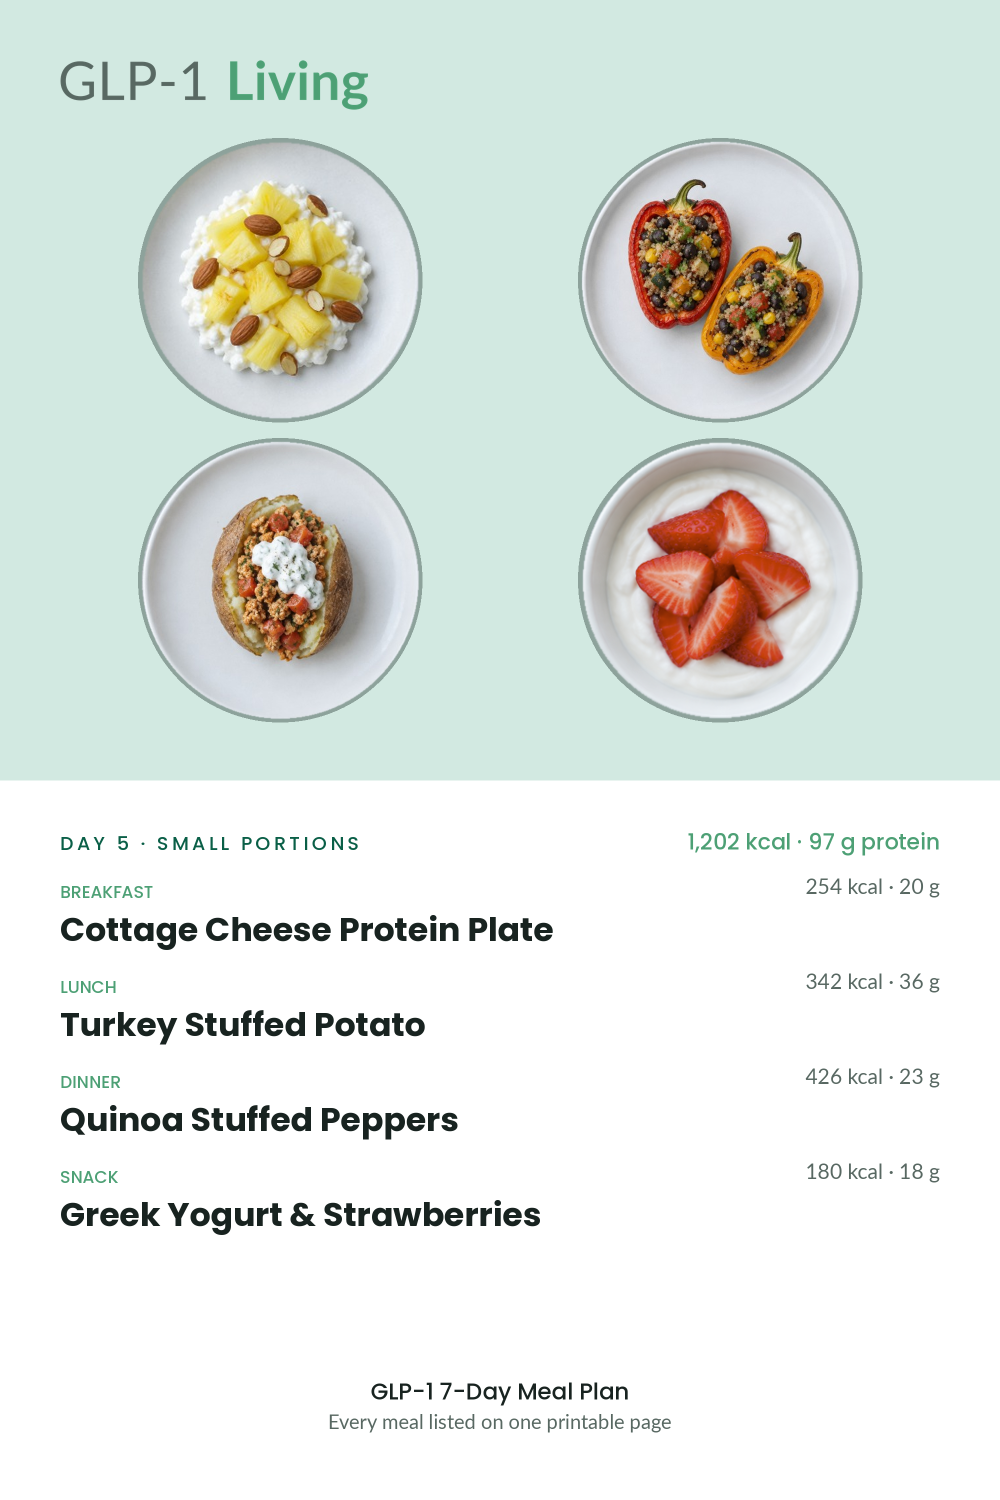 GLP-1 Living
DAY 5 · SMALL PORTIONS
1,202 kcal · 97 g protein
BREAKFAST
254 kcal · 20 g
Cottage Cheese Protein Plate
LUNCH
342 kcal · 36 g
Turkey Stuffed Potato
DINNER
426 kcal · 23 g
Quinoa Stuffed Peppers
SNACK
180 kcal · 18 g
Greek Yogurt & Strawberries
GLP-1 7-Day Meal Plan
Every meal listed on one printable page